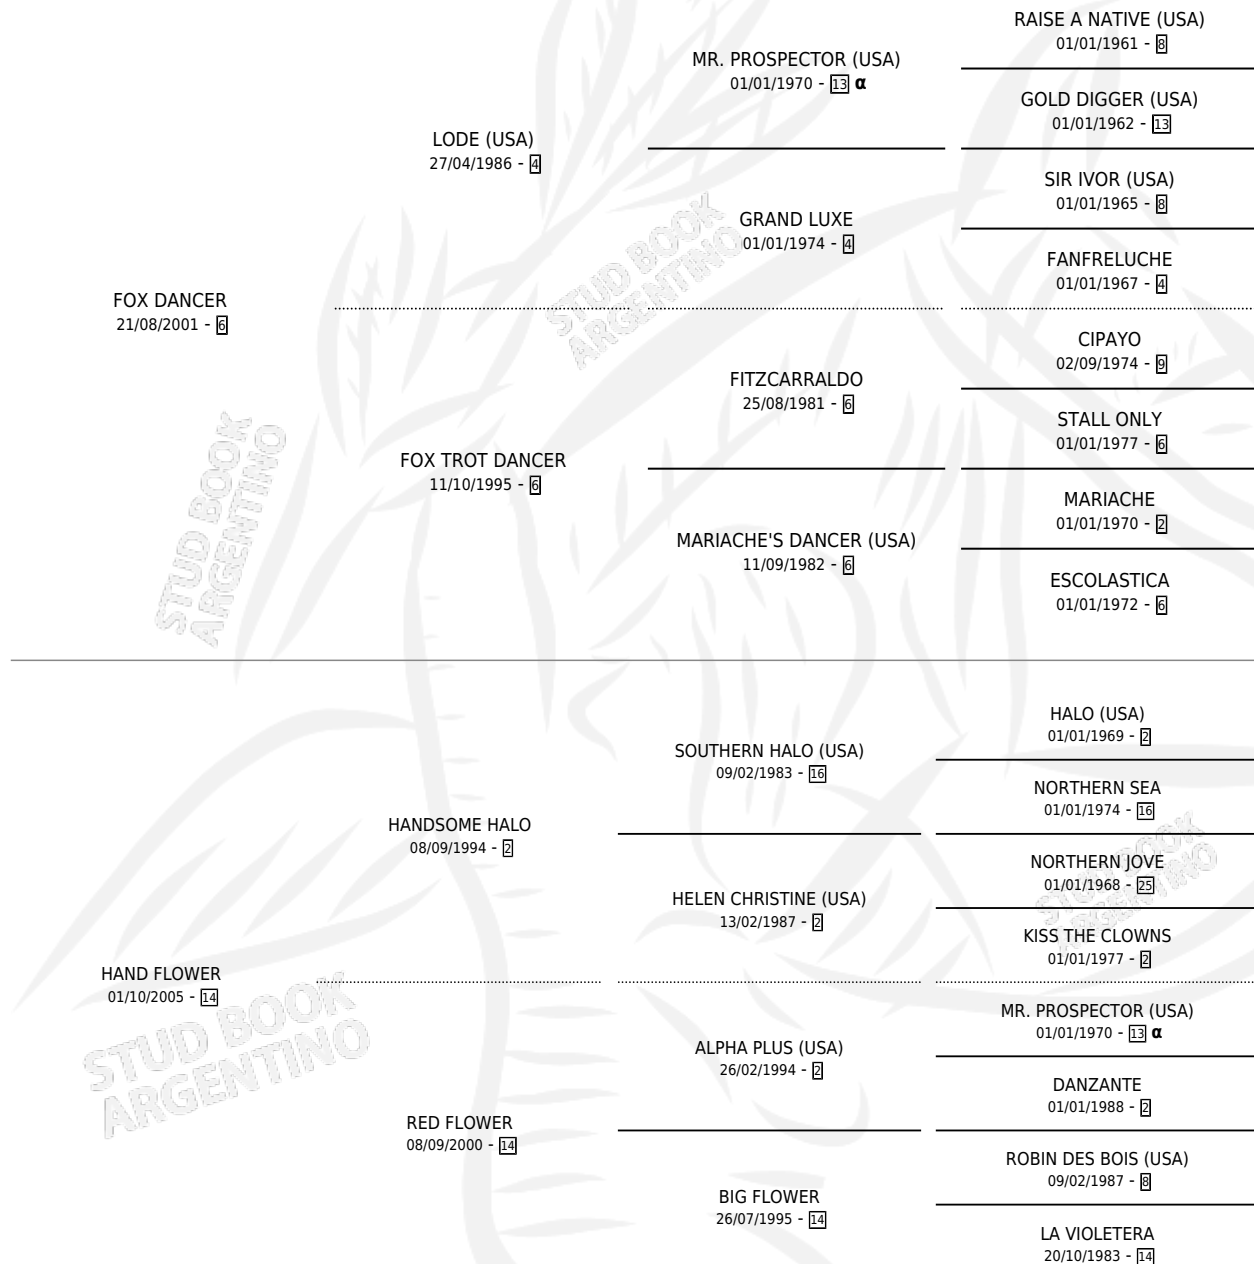 RAISE A NATIVE (USA)
01/01/1961 - 8
MR. PROSPECTOR (USA)
01/01/1970 - 13 α
GOLD DIGGER (USA)
01/01/1962 - 13
LODE (USA)
27/04/1986 - 4
SIR IVOR (USA)
01/01/1965 - 8
GRAND LUXE
01/01/1974 - 4
FANFRELUCHE
01/01/1967 - 4
STUD BOOK
ARGENTINO
FOX DANCER
21/08/2001 - 6
CIPAYO
02/09/1974 - 9
FITZCARRALDO
25/08/1981 - 6
STALL ONLY
01/01/1977 - 6
FOX TROT DANCER
11/10/1995 - 6
MARIACHE
01/01/1970 - 2
MARIACHE'S DANCER (USA)
11/09/1982 - 6
ESCOLASTICA
01/01/1972 - 6
STUD BOOK
ARGENTINO
HALO (USA)
01/01/1969 - 2
SOUTHERN HALO (USA)
09/02/1983 - 16
NORTHERN SEA
01/01/1974 - 16
HANDSOME HALO
08/09/1994 - 2
NORTHERN JOVE
01/01/1968 - 25
HELEN CHRISTINE (USA)
13/02/1987 - 2
KISS THE CLOWNS
01/01/1977 - 2
STUD BOOK
ARGENTINO
HAND FLOWER
01/10/2005 - 14
MR. PROSPECTOR (USA)
01/01/1970 - 13 α
ALPHA PLUS (USA)
26/02/1994 - 2
DANZANTE
01/01/1988 - 2
STUD BOOK
ARGENTINO
RED FLOWER
08/09/2000 - 14
ROBIN DES BOIS (USA)
09/02/1987 - 8
BIG FLOWER
26/07/1995 - 14
LA VIOLETERA
20/10/1983 - 14